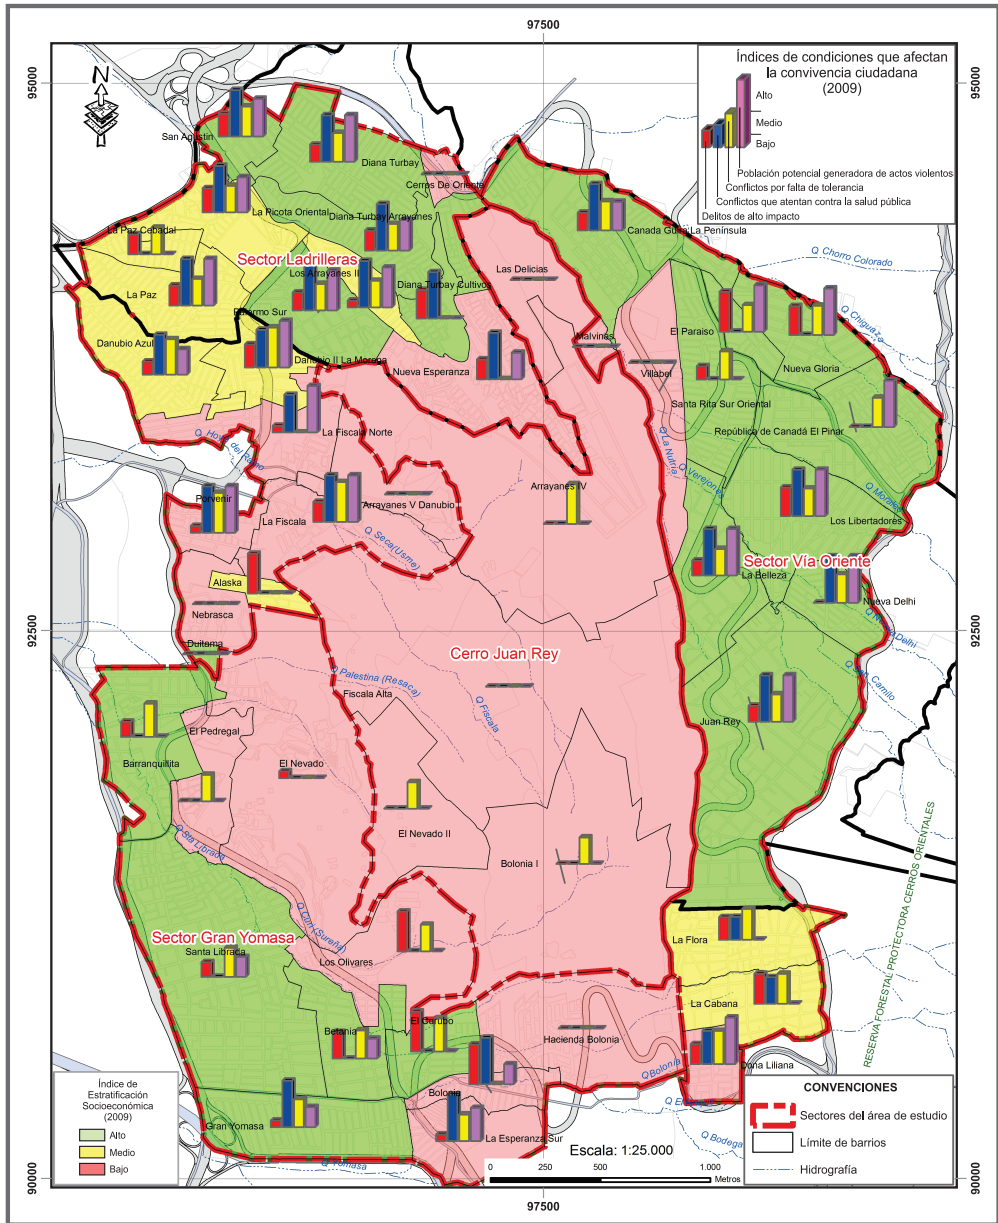 97500
95000
95000
N
Índices de condiciones que afectan
la convivencia ciudadana
(2009)
Alto
Medio
Bajo
Población potencial generadora de actos violentos
Conflictos por falta de tolerancia
Conflictos que atentan contra la salud pública
Delitos de alto impacto
San Agustín
Diana Turbay
Cerros De Oriente
La Picota Oriental
Diana Turbay Arrayanes
Canada Guira
La Península
La Paz Cebadal
Sector Ladrilleras
Q Chorro Colorado
Las Delicias
Los Arrayanes II
Diana Turbay Cultivos
La Paz
Palermo Sur
Q Chiguaza
El Paraiso
Malvinas
Danubio Azul
Danubio II La Morena
Nueva Esperanza
Villabel
Nueva Gloria
Santa Rita Sur Oriental
República de Canadá El Pinar
La Fiscala Norte
Q La Nutria
Q Verejones
Arrayanes IV
Q Morales
Porvenir
La Fiscala
Arrayanes V Danubio
Los Libertadores
Q Seca(Usme)
Sector Vía Oriente
La Belleza
Alaska
Nueva Delhi
Nebrasca
92500
92500
Duitama
Cerro Juan Rey
Q Palestina (Resaca)
Fiscala Alta
Q Fiscala
Juan Rey
El Pedregal
Barranquillita
El Nevado
El Nevado II
Q Sta Librada
Bolonia I
RESERVA FORESTAL PROTECTORA CERROS ORIENTALES
Sector Gran Yomasa
Santa Librada
Los Olivares
La Flora
La Cabana
Betania
El Curubo
Hacienda Bolonia
Q Bolonia
Dona Liliana
Bolonia
Gran Yomasa
La Esperanza Sur
Q Yomasa
Q Bodega
Índice de
Estratificación
Socioeconómica
(2009)
Alto
Medio
Bajo
Escala: 1:25.000
0
250
500
1.000
Metros
CONVENCIONES
Sectores del área de estudio
Límite de barrios
Hidrografía
90000
90000
97500